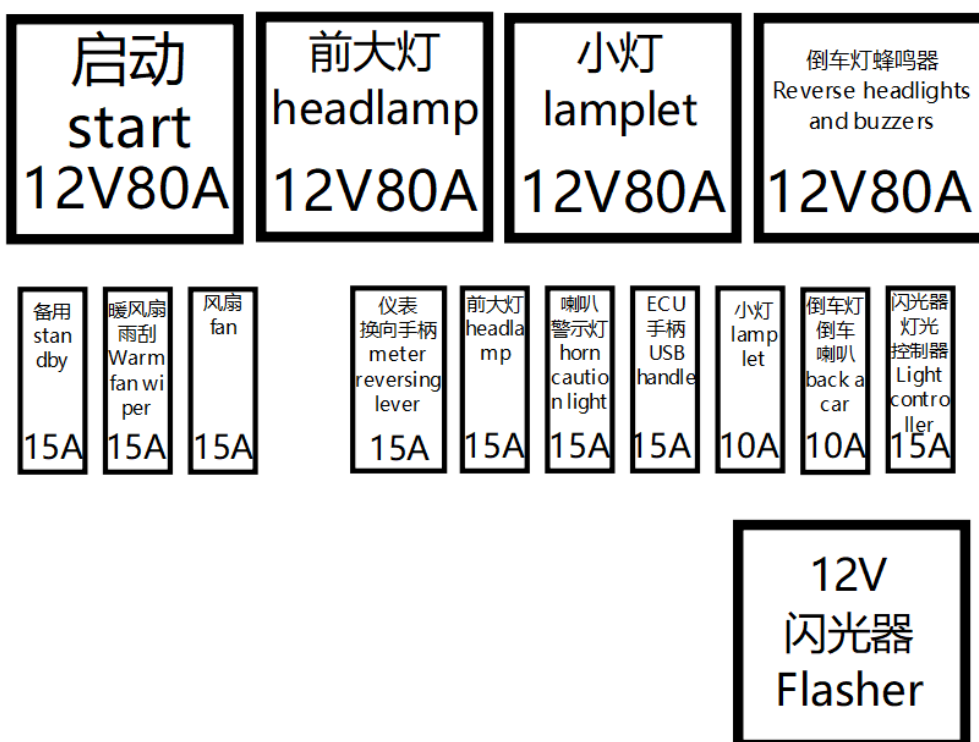 启动
start
12V80A
前大灯
headlamp
12V80A
小灯
lamplet
12V80A
倒车灯蜂鸣器
Reverse headlights
and buzzers
12V80A
备用
stan
dby
15A
暖风扇
雨刮
Warm
fan wi
per
15A
风扇
fan
15A
仪表
换向手柄
meter
reversing
lever
15A
前大灯
headla
mp
15A
喇叭
警示灯
horn
cautio
n light
15A
ECU
手柄
USB
handle
15A
小灯
lamp
let
10A
倒车灯
倒车
喇叭
back a
car
10A
闪光器
灯光
控制器
Light
contro
ller
15A
12V
闪光器
Flasher